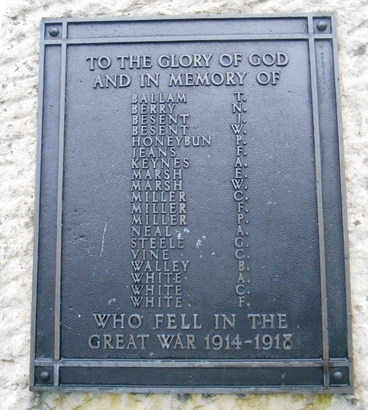 TO THE GLORY OF GOD
AND IN MEMORY OF
BALLAM T.
BERRY N.
BESENT J.
BESENT W.
HONEYBUN P.
JEANS F.
KEYNES A.
MARSH E.
MARSH W.
MILLER C.
MILLER F.
MILLER P.
NEAL A.
STEELE G.
VINE C.
WALLEY B.
WHITE A.
WHITE C.
WHITE F.
WHO FELL IN THE
GREAT WAR 1914-1918